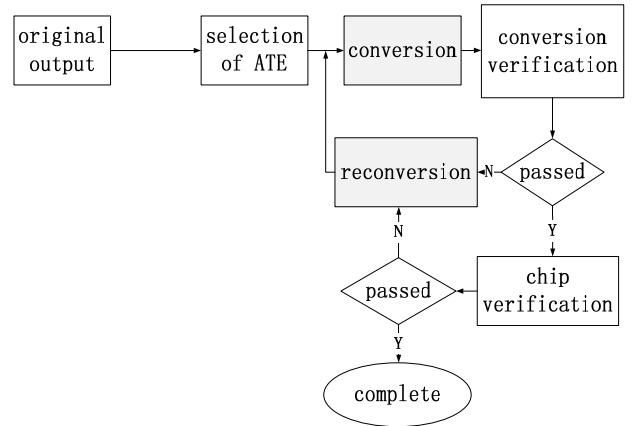 original
output
selection
of ATE
conversion
conversion
verification
reconversion
N
passed
Y
chip
verification
N
passed
Y
complete